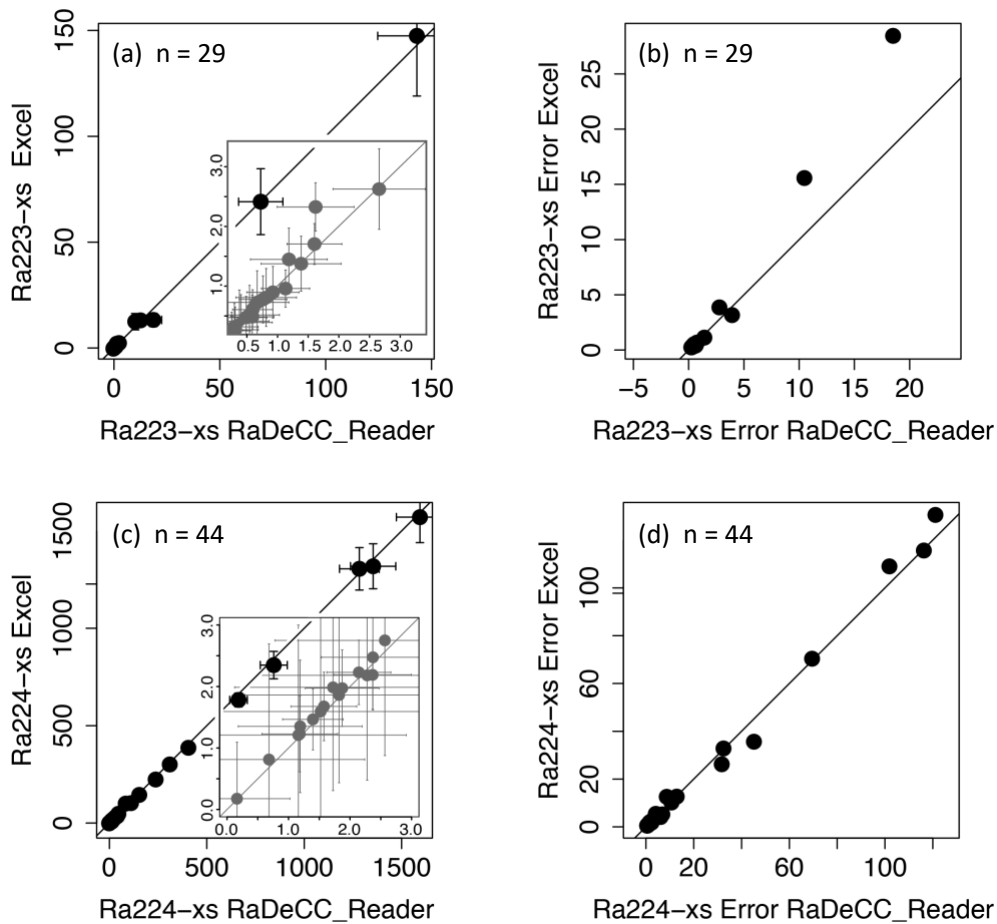 (a) n = 29
Ra223-xs Excel
150
100
50
0
3.0
2.0
1.0
0.5 1.0 1.5 2.0 3.0
0 50 100 150
Ra223-xs RaDeCC_Reader
(b) n = 29
Ra223-xs Error Excel
25
15
10
5
0
-5 0 5 10 15 20
Ra223-xs Error RaDeCC_Reader
(c) n = 44
Ra224-xs Excel
1500
1000
500
0
3.0
2.0
1.0
0.0
0.0 1.0 2.0 3.0
0 500 1000 1500
Ra224-xs RaDeCC_Reader
(d) n = 44
Ra224-xs Error Excel
100
60
20
0
0 20 60 100
Ra224-xs Error RaDeCC_Reader